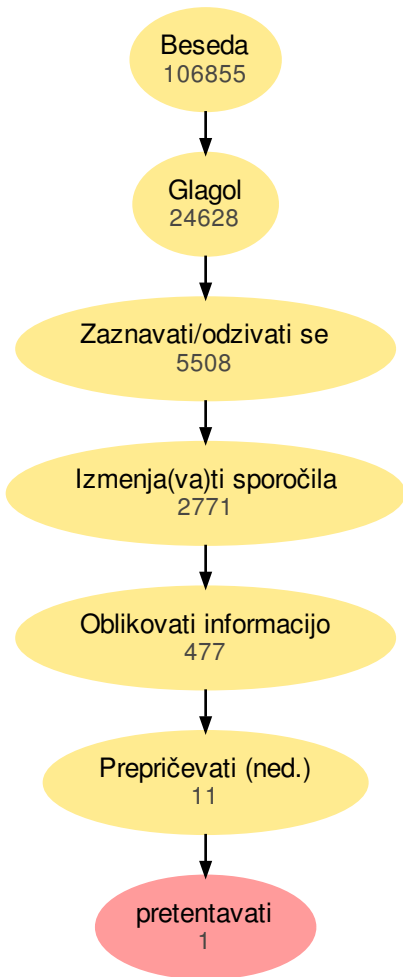 Beseda
106855
Glagol
24628
Zaznavati/odzivati se
5508
Izmenja(va)ti sporočila
2771
Oblikovati informacijo
477
Prepričevati (ned.)
11
pretentavati
1